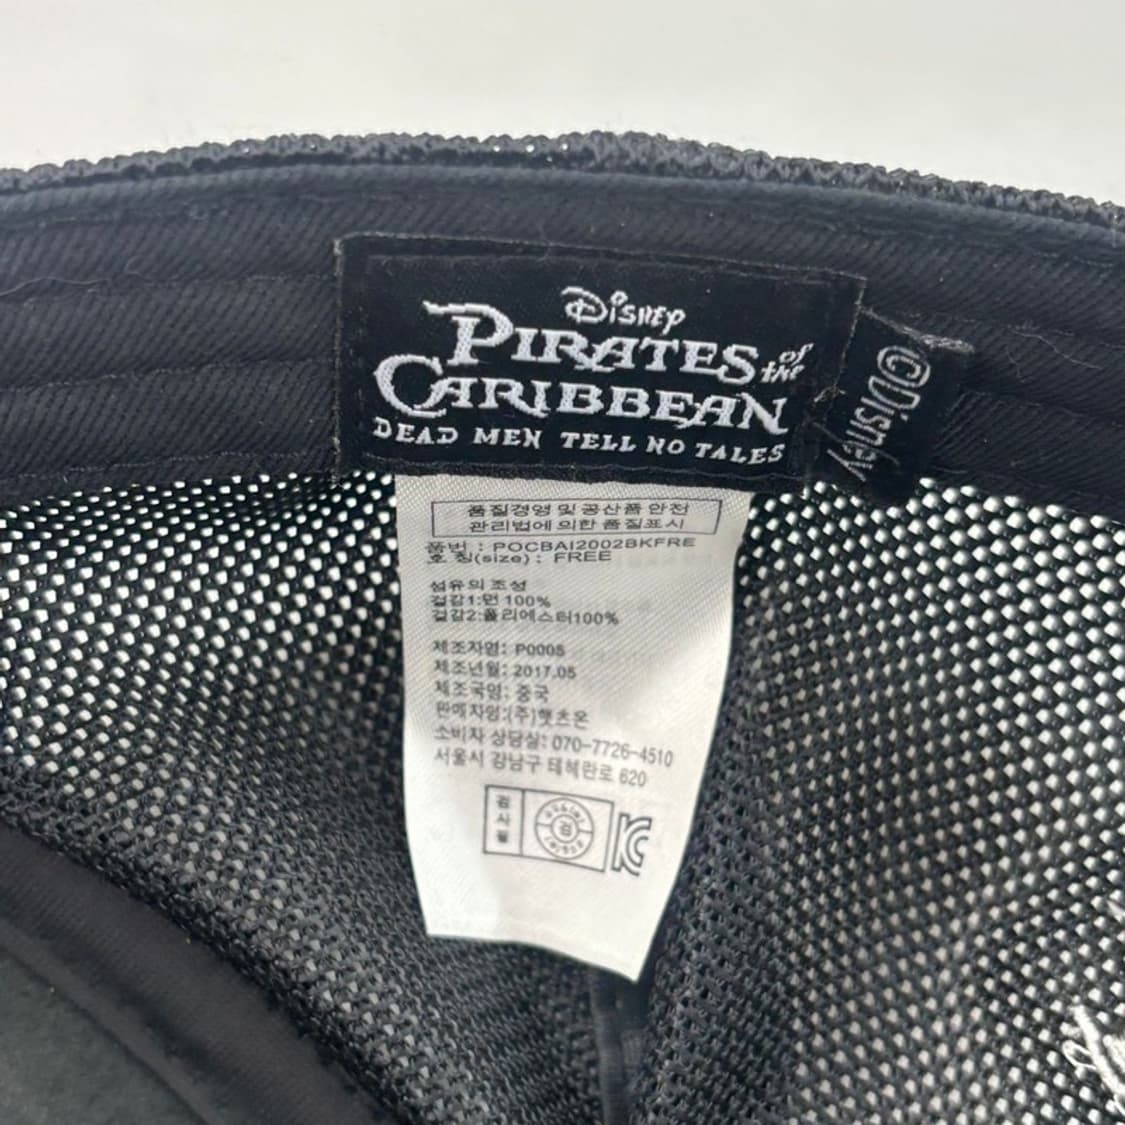 Disney
PIRATES of the
CARIBBEAN
DEAD MEN TELL NO TALES
©Disney
품질경영 및 공산품 안전
관리법에 의한 품질표시
품번 : POCBAI2002BKFRE
호칭(size) : FREE
섬유의 조성
겉감1:면 100%
겉감2:폴리에스터100%
제조자명: P0005
제조년월: 2017.05
제조국명: 중국
판매자명:(주)햇츠온
소비자 상담실: 070-7726-4510
서울시 강남구 테헤란로 620
검사필
검